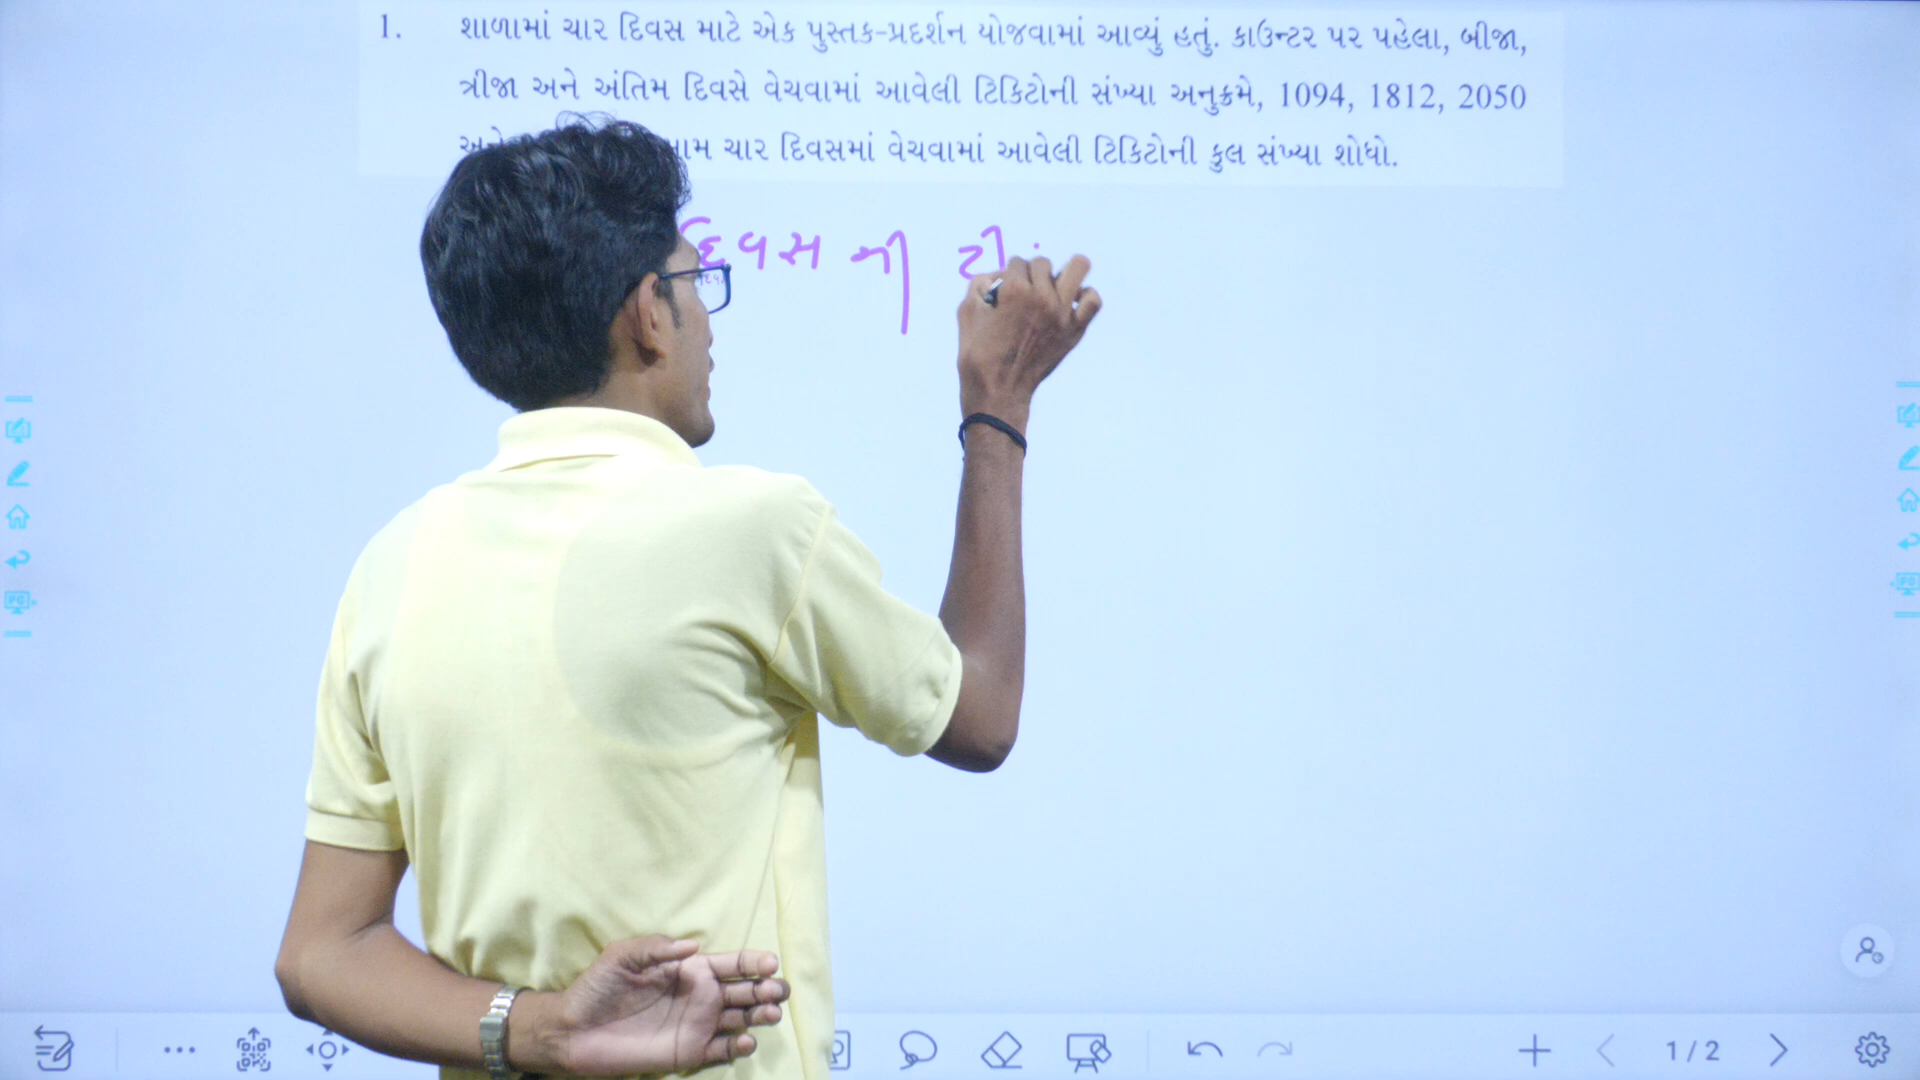 1. શાળામાં ચાર દિવસ માટે એક પુસ્તક-પ્રદર્શન યોજવામાં આવ્યું હતું. કાઉન્ટર પર પહેલા, બીજા,
ત્રીજા અને અંતિમ દિવસે વેચવામાં આવેલી ટિકિટોની સંખ્યા અનુક્રમે, 1094, 1812, 2050
ચાર દિવસમાં વેચવામાં આવેલી ટિકિટોની કુલ સંખ્યા શોધો.
દિવસ ની ટી
1/2